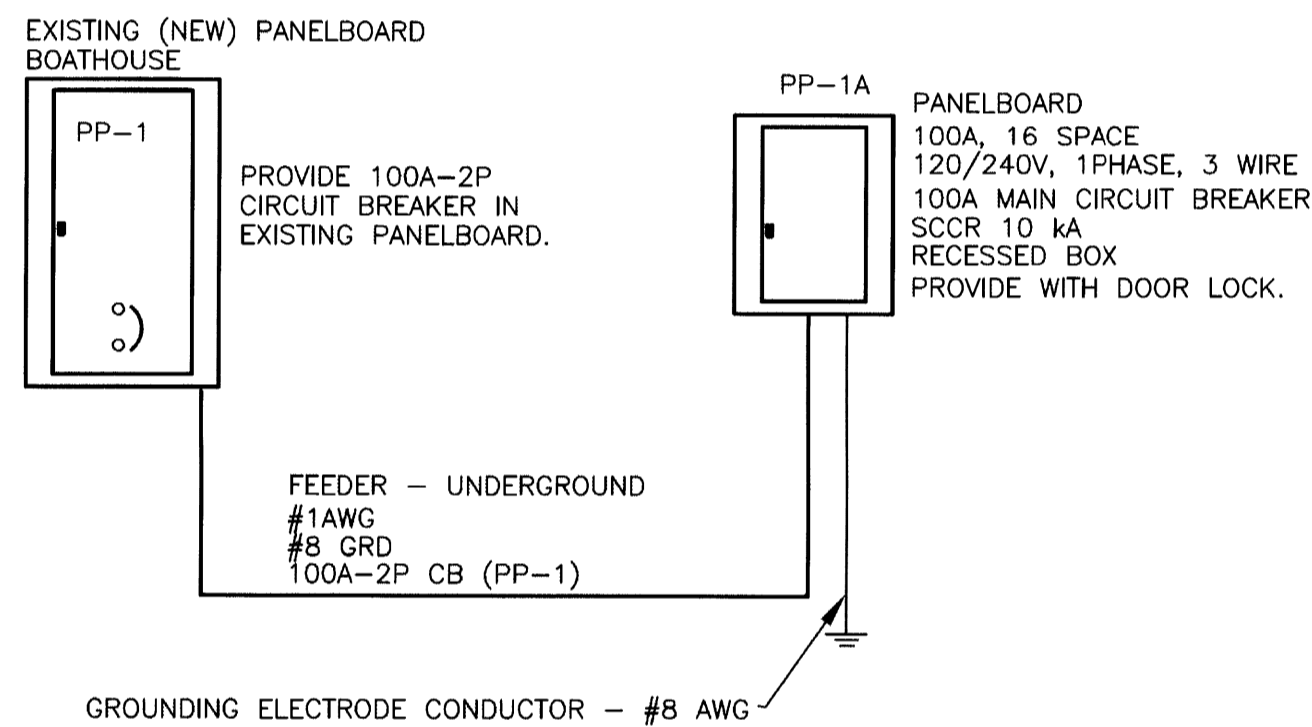 EXISTING (NEW) PANELBOARD
BOATHOUSE
PP-1
PROVIDE 100A-2P
CIRCUIT BREAKER IN
EXISTING PANELBOARD.
PP-1A
PANELBOARD
100A, 16 SPACE
120/240V, 1PHASE, 3 WIRE
100A MAIN CIRCUIT BREAKER
SCCR 10 kA
RECESSED BOX
PROVIDE WITH DOOR LOCK.
FEEDER - UNDERGROUND
#1AWG
#8 GRD
100A-2P CB (PP-1)
GROUNDING ELECTRODE CONDUCTOR - #8 AWG